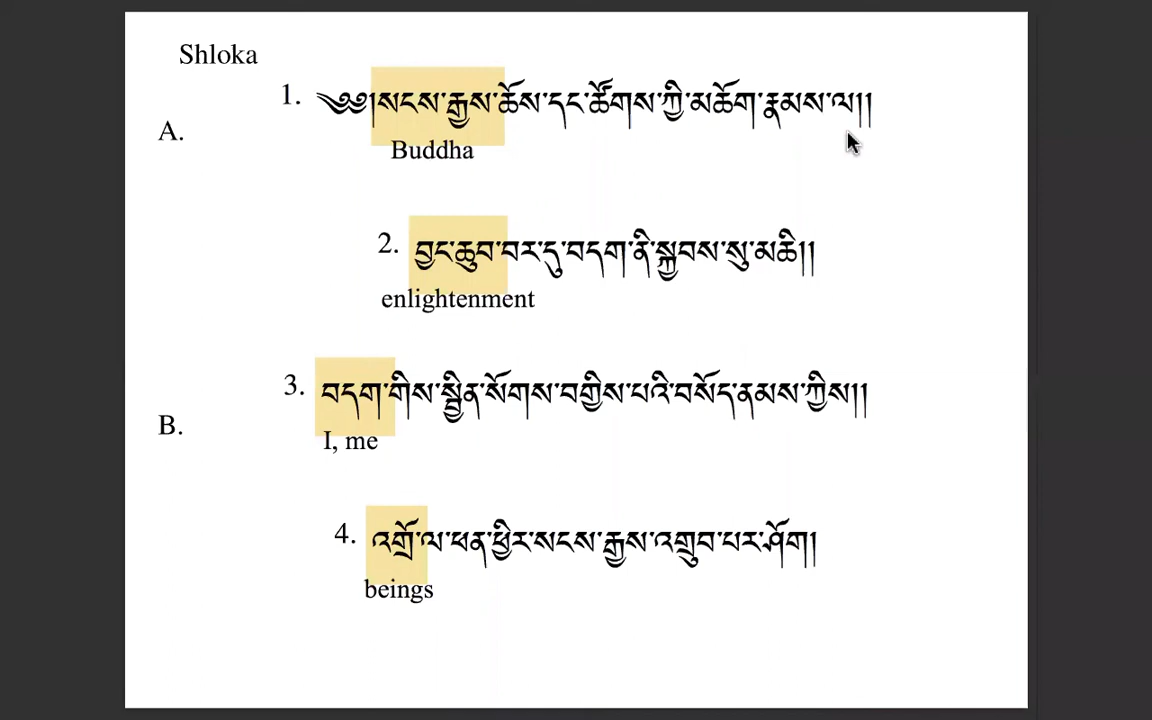 Shloka
1. ༄༅།སངས་རྒྱས་ཆོས་དང་ཚོགས་ཀྱི་མཆོག་རྣམས་ལ།།
A.
Buddha
2. བྱང་ཆུབ་བར་དུ་བདག་ནི་སྐྱབས་སུ་མཆི།།
enlightenment
3. བདག་གིས་སྦྱིན་སོགས་བགྱིས་པའི་བསོད་ནམས་ཀྱིས།།
B.
I, me
4. འགྲོ་ལ་ཕན་ཕྱིར་སངས་རྒྱས་འགྲུབ་པར་ཤོག།
beings